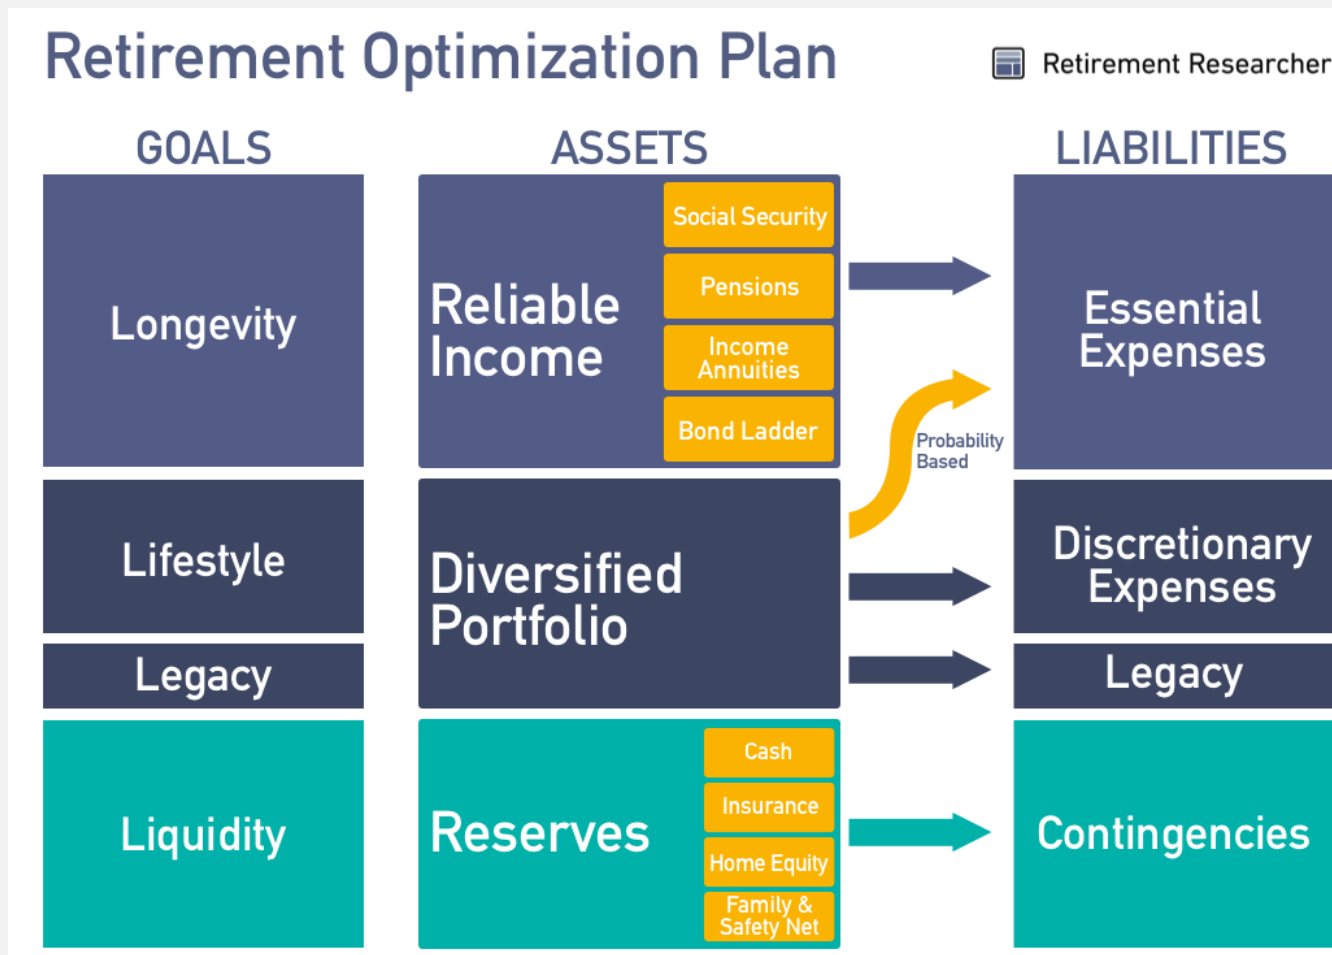 Retirement Optimization Plan
Retirement Researcher
GOALS
ASSETS
LIABILITIES
Longevity
Reliable
Income
Social Security
Pensions
Income
Annuities
Bond Ladder
Essential
Expenses
Probability
Based
Lifestyle
Legacy
Diversified
Portfolio
Discretionary
Expenses
Legacy
Liquidity
Reserves
Cash
Insurance
Home Equity
Family &
Safety Net
Contingencies